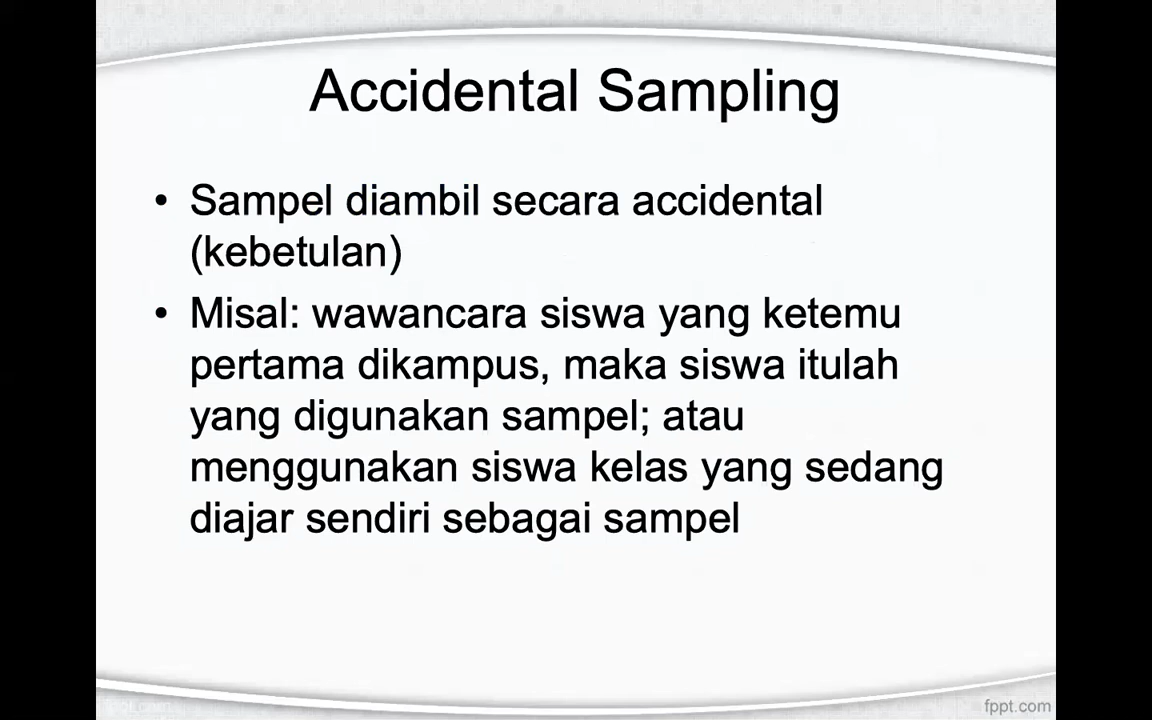 Accidental Sampling
• Sampel diambil secara accidental
(kebetulan)
• Misal: wawancara siswa yang ketemu
pertama dikampus, maka siswa itulah
yang digunakan sampel; atau
menggunakan siswa kelas yang sedang
diajar sendiri sebagai sampel
fppt.com